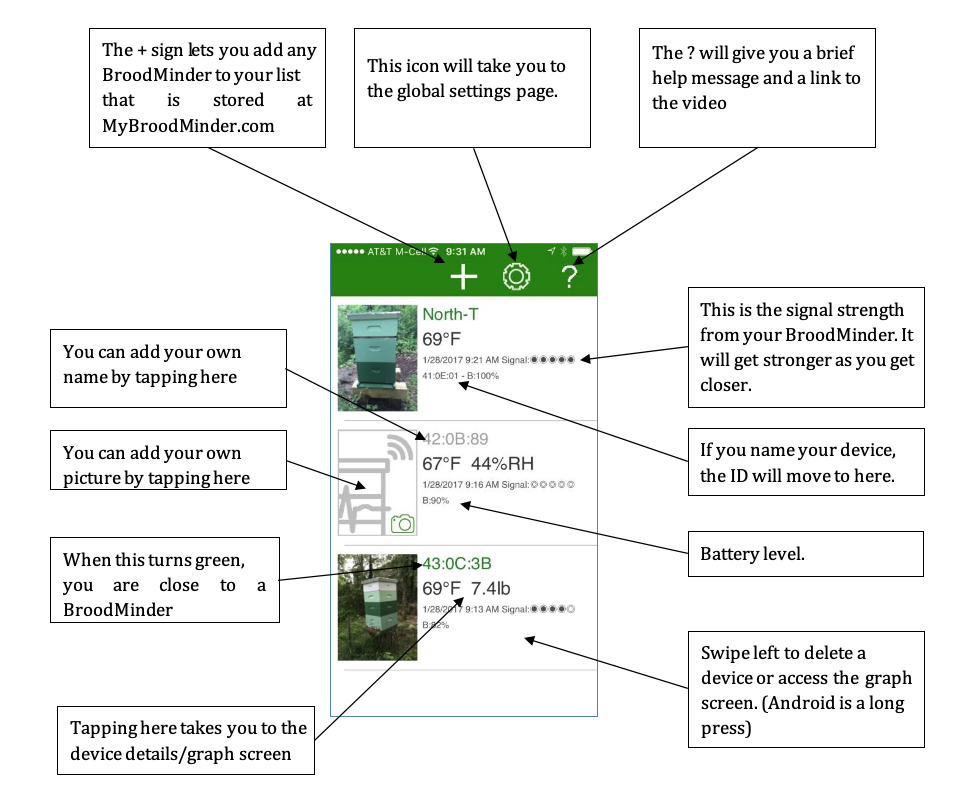 The + sign lets you add any
BroodMinder to your list
that is stored at
MyBroodMinder.com
This icon will take you to
the global settings page.
The ? will give you a brief
help message and a link to
the video
●●●●● AT&T M-Cell 9:31 AM
+ ?
North-T
69°F
1/28/2017 9:21 AM Signal:
41:0E:01 - B:100%
42:0B:89
67°F 44%RH
1/28/2017 9:16 AM Signal:
B:90%
43:0C:3B
69°F 7.4lb
1/28/2017 9:13 AM Signal:
B:82%
You can add your own
name by tapping here
You can add your own
picture by tapping here
When this turns green,
you are close to a
BroodMinder
Tapping here takes you to the
device details/graph screen
This is the signal strength
from your BroodMinder. It
will get stronger as you get
closer.
If you name your device,
the ID will move to here.
Battery level.
Swipe left to delete a
device or access the graph
screen. (Android is a long
press)